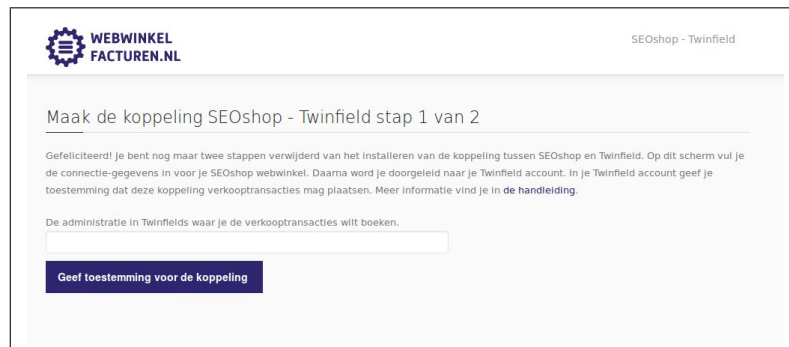 WEBWINKEL
FACTUREN.NL
SEOshop - Twinfield
Maak de koppeling SEOshop - Twinfield stap 1 van 2
Gefeliciteerd! Je bent nog maar twee stappen verwijderd van het installeren van de koppeling tussen SEOshop en Twinfield. Op dit scherm vul je
de connectie-gegevens in voor je SEOshop webwinkel. Daarna word je doorgeleid naar je Twinfield account. In je Twinfield account geef je
toestemming dat deze koppeling verkooptransacties mag plaatsen. Meer informatie vind je in de handleiding.
De administratie in Twinfields waar je de verkooptransacties wilt boeken.
Geef toestemming voor de koppeling